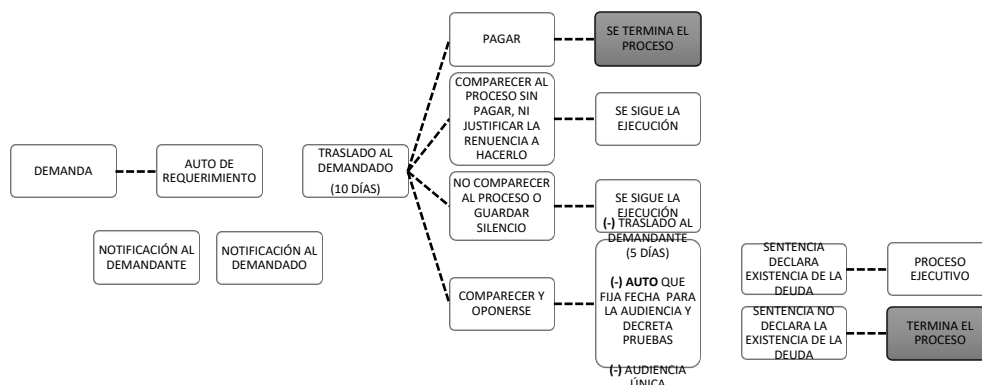 DEMANDA
AUTO DE
REQUERIMIENTO
NOTIFICACIÓN AL
DEMANDANTE
NOTIFICACIÓN AL
DEMANDADO
TRASLADO AL
DEMANDADO
(10 DÍAS)
PAGAR
SE TERMINA EL
PROCESO
COMPARECER AL
PROCESO SIN
PAGAR, NI
JUSTIFICAR LA
RENUENCIA A
HACERLO
SE SIGUE LA
EJECUCIÓN
NO COMPARECER
AL PROCESO O
GUARDAR
SILENCIO
SE SIGUE LA
EJECUCIÓN
COMPARECER Y
OPONERSE
(-) TRASLADO AL
DEMANDANTE
(5 DÍAS)
(-) AUTO QUE
FIJA FECHA PARA
LA AUDIENCIA Y
DECRETA
PRUEBAS
(-) AUDIENCIA
ÚNICA
SENTENCIA
DECLARA
EXISTENCIA DE LA
DEUDA
PROCESO
EJECUTIVO
SENTENCIA NO
DECLARA LA
EXISTENCIA DE LA
DEUDA
TERMINA EL
PROCESO